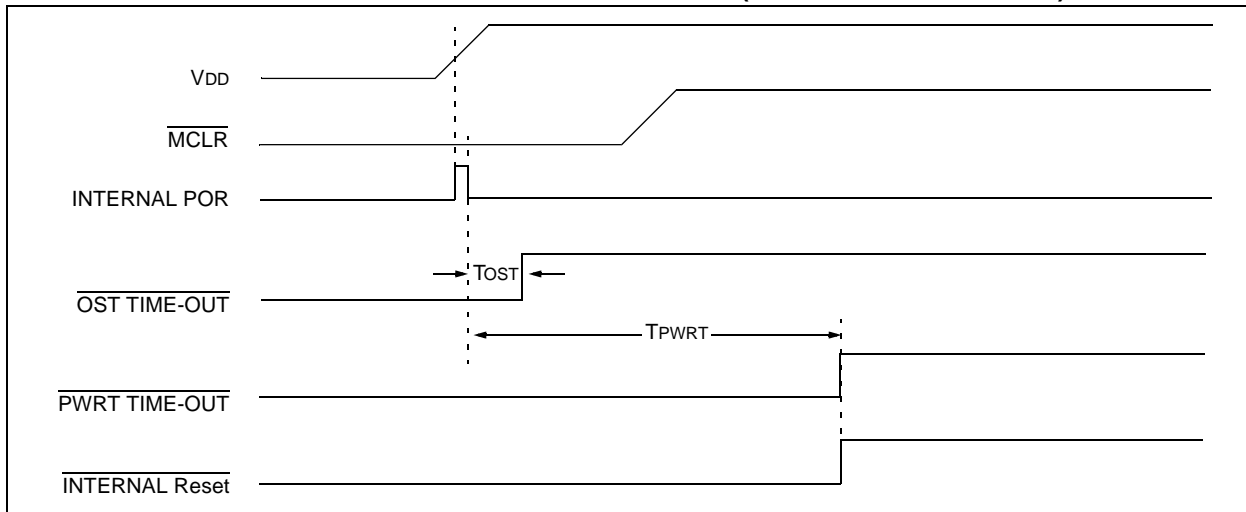 VDD
MCLR
INTERNAL POR
TOST
OST TIME-OUT
TPWRT
PWRT TIME-OUT
INTERNAL Reset